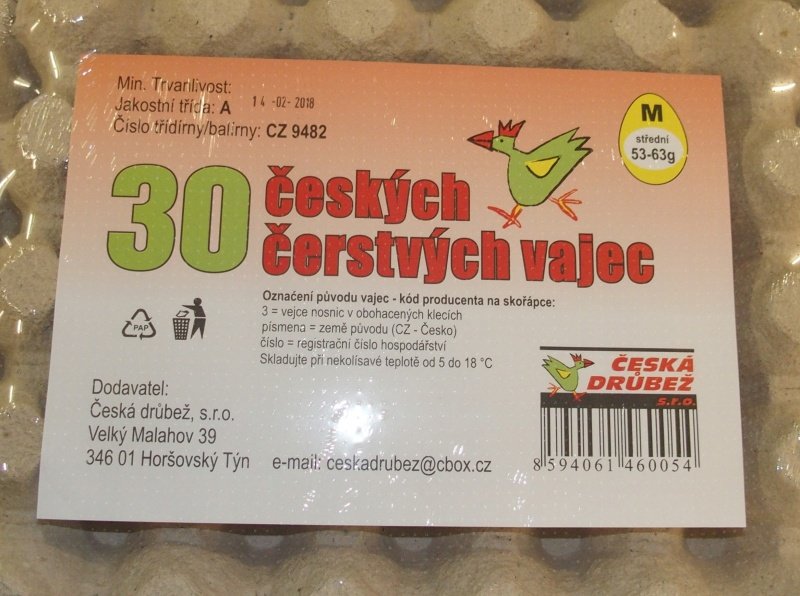 Min. Trvanlivost:
Jakostní třída: A 14-02-2018
Číslo třídírny/balírny: CZ 9482
M
střední
53-63g
30 českých
čerstvých vajec
Označení původu vajec - kód producenta na skořápce:
3 = vejce nosnic v obohacených klecích
písmena = země původu (CZ - Česko)
číslo = registrační číslo hospodářství
Skladujte při nekolísavé teplotě od 5 do 18 °C
PAP
ČESKÁ
DRŮBEŽ
s.r.o.
Dodavatel:
Česká drůbež, s.r.o.
Velký Malahov 39
346 01 Horšovský Týn
e-mail: ceskadrubez@cbox.cz
8594061460054